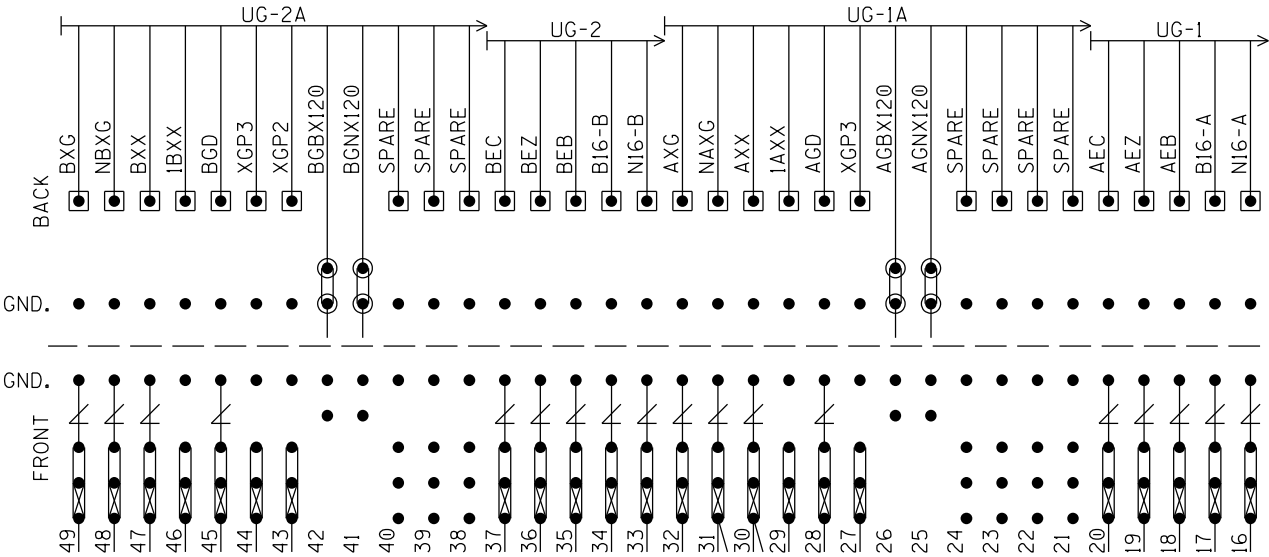 UG-2A UG-2 UG-1A UG-1
BXG NBXG BXX 1BXX BGD XGP3 XGP2 BGBX120 BGNX120 SPARE SPARE SPARE BEC BEZ BEB B16-B N16-B AXG NAXG AXX 1AXX AGD XGP3 AGBX120 AGNX120 SPARE SPARE SPARE SPARE AEC AEZ AEB B16-A N16-A
BACK
GND.
GND.
FRONT
49 48 47 46 45 44 43 42 41 40 39 38 37 36 35 34 33 32 31 30 29 28 27 26 25 24 23 22 21 20 19 18 17 16